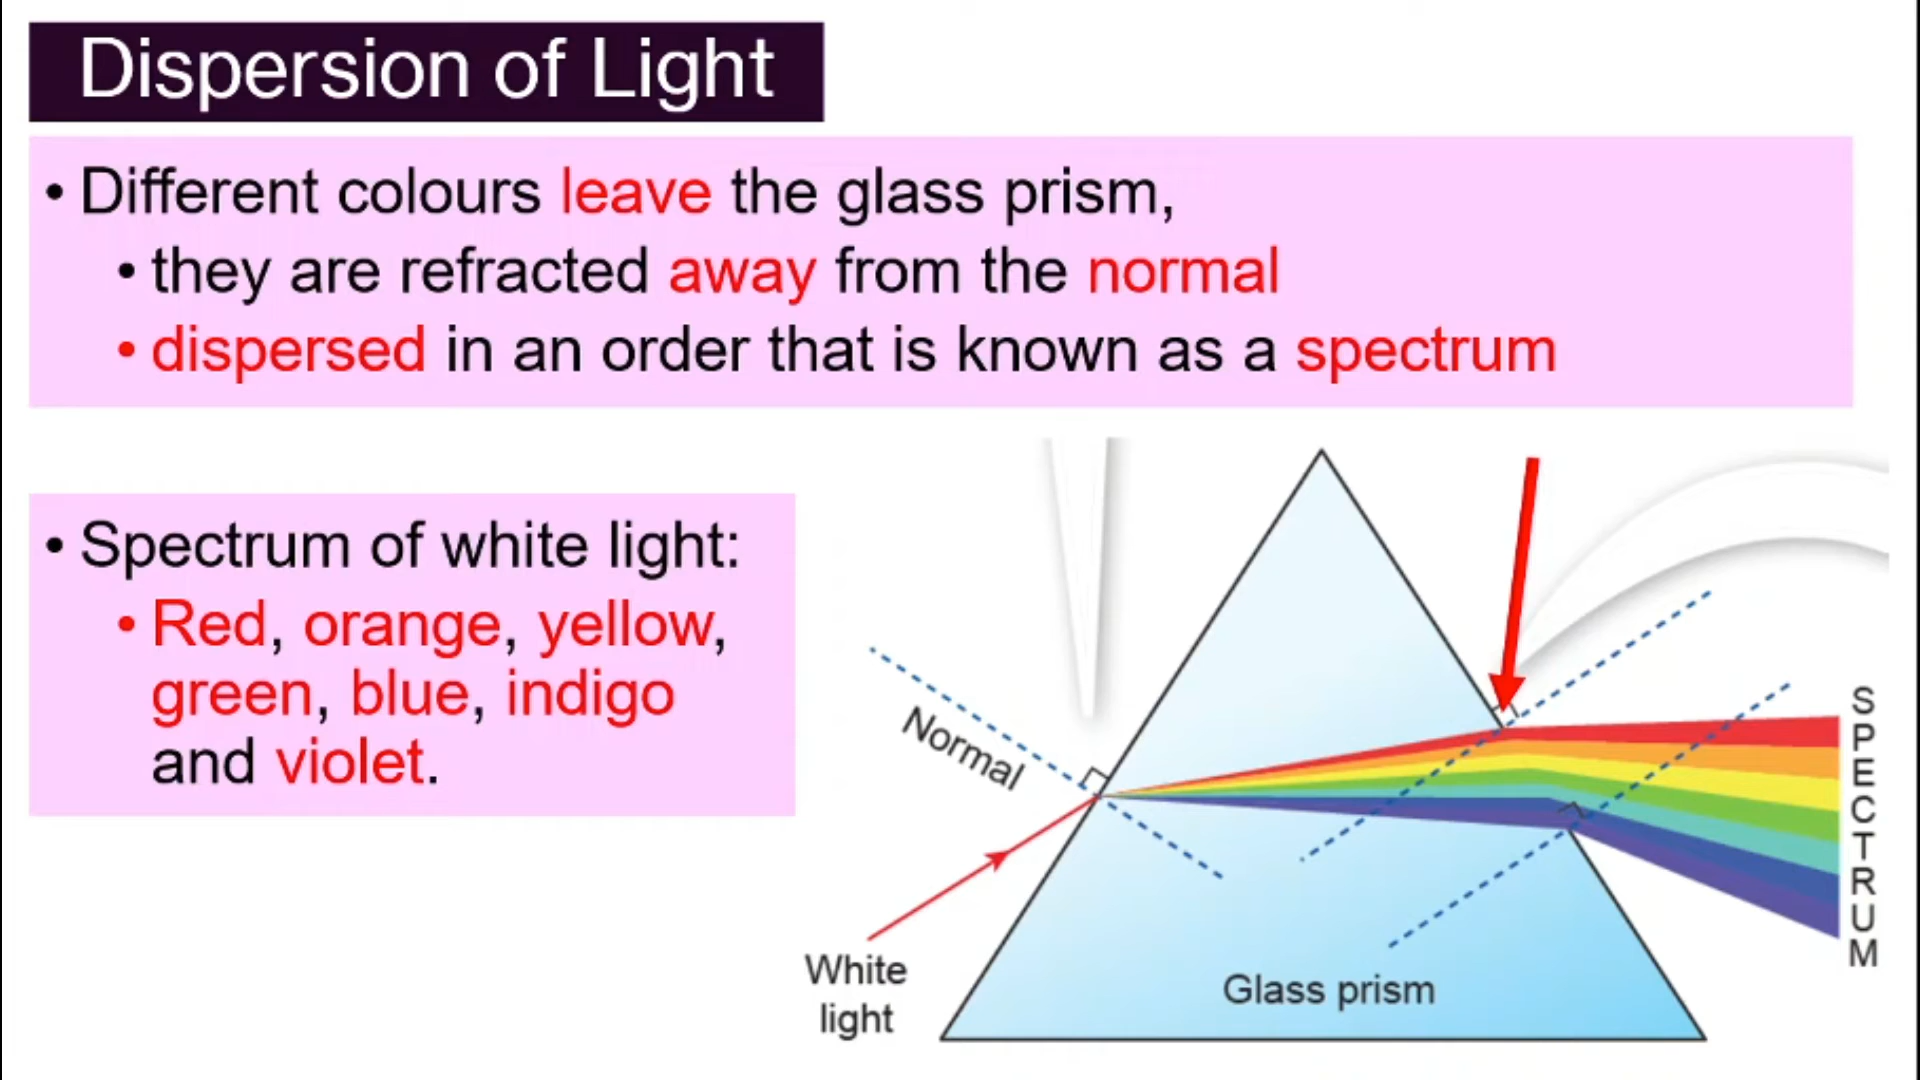 Dispersion of Light
• Different colours leave the glass prism,
• they are refracted away from the normal
• dispersed in an order that is known as a spectrum
• Spectrum of white light:
• Red, orange, yellow,
green, blue, indigo
and violet.
Normal
White
light
Glass prism
SPECTRUM